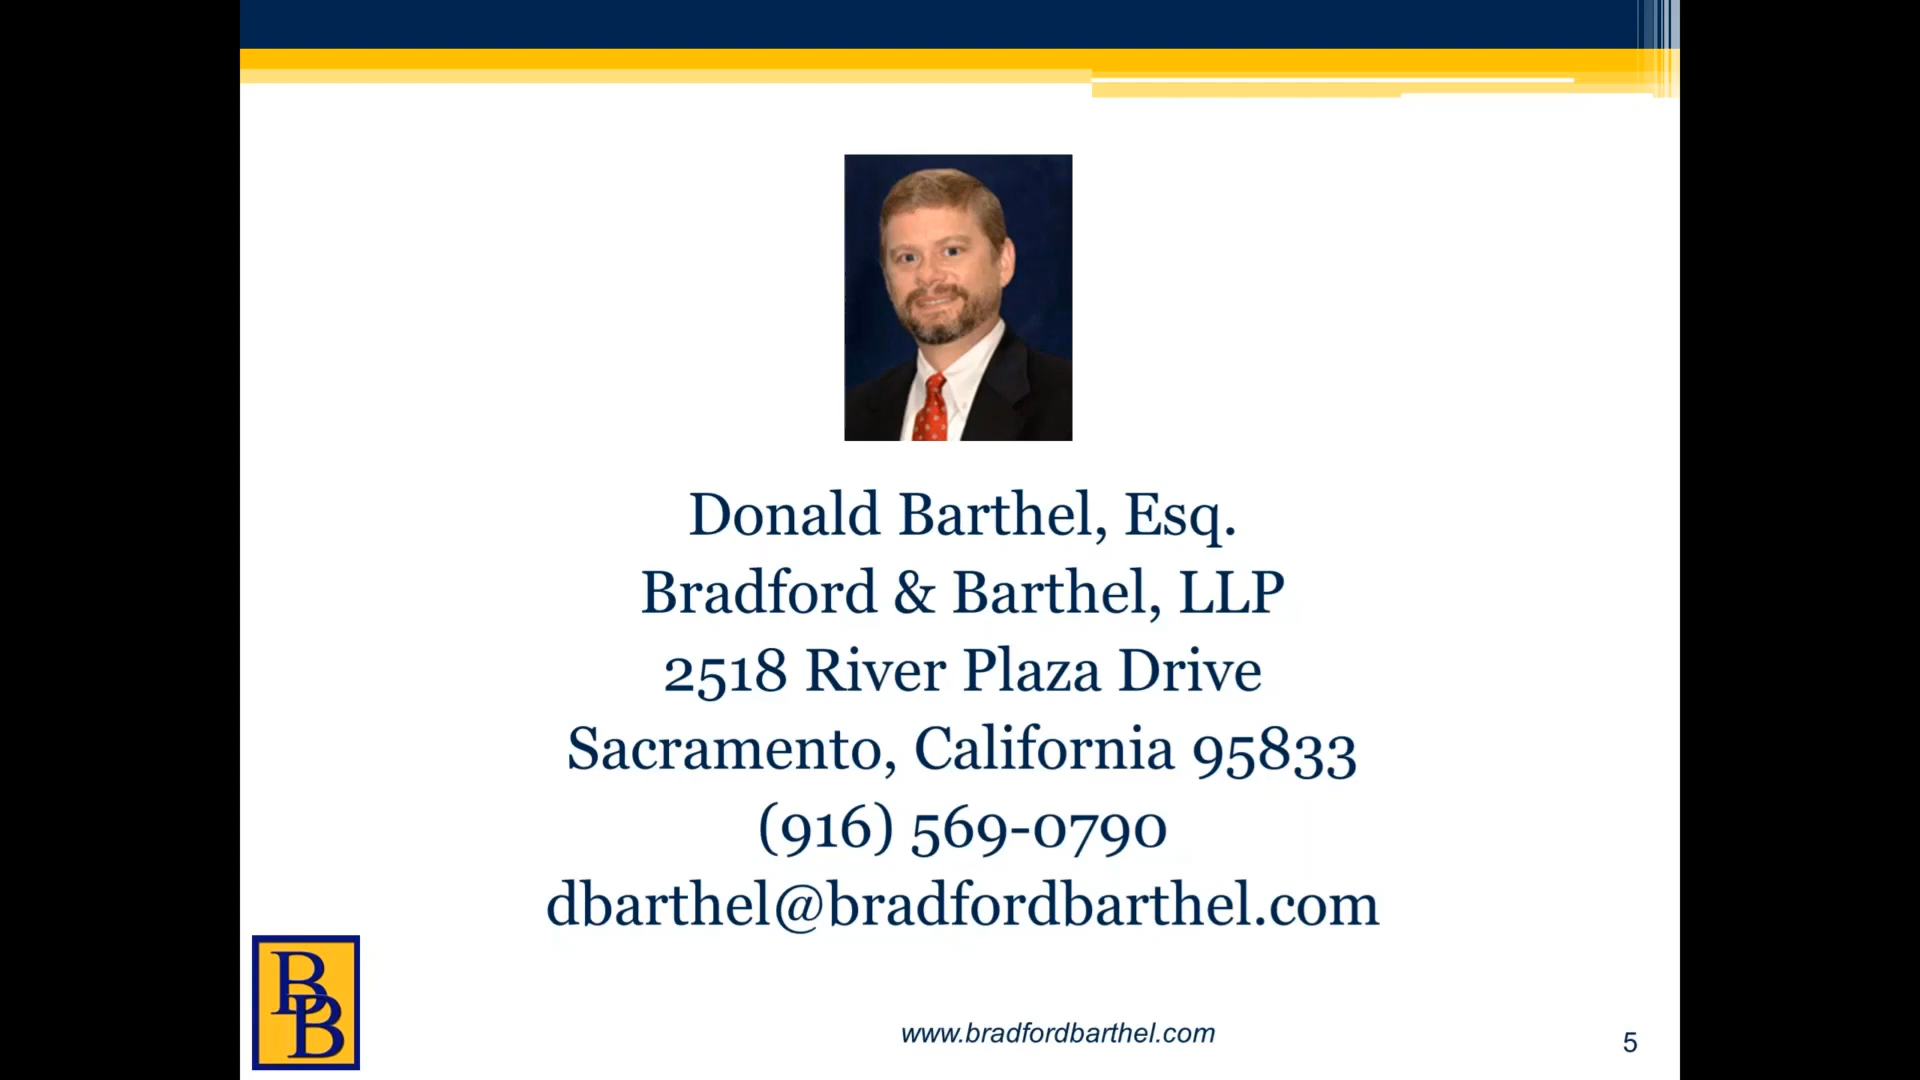 Donald Barthel, Esq.
Bradford & Barthel, LLP
2518 River Plaza Drive
Sacramento, California 95833
(916) 569-0790
dbarthel@bradfordbarthel.com
BB
www.bradfordbarthel.com
5